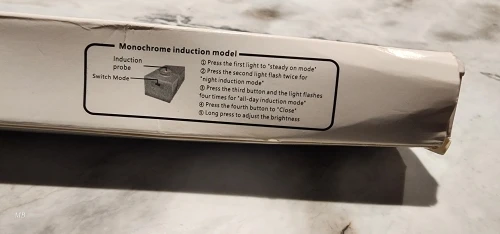 Monochrome induction model
Induction
probe
Switch Mode
① Press the first light to "steady on mode"
② Press the second light flash twice for
"night induction mode"
③ Press the third button and the light flashes
four times for "all-day induction mode"
④ Press the fourth button to "Close"
⑤ Long press to adjust the brightness